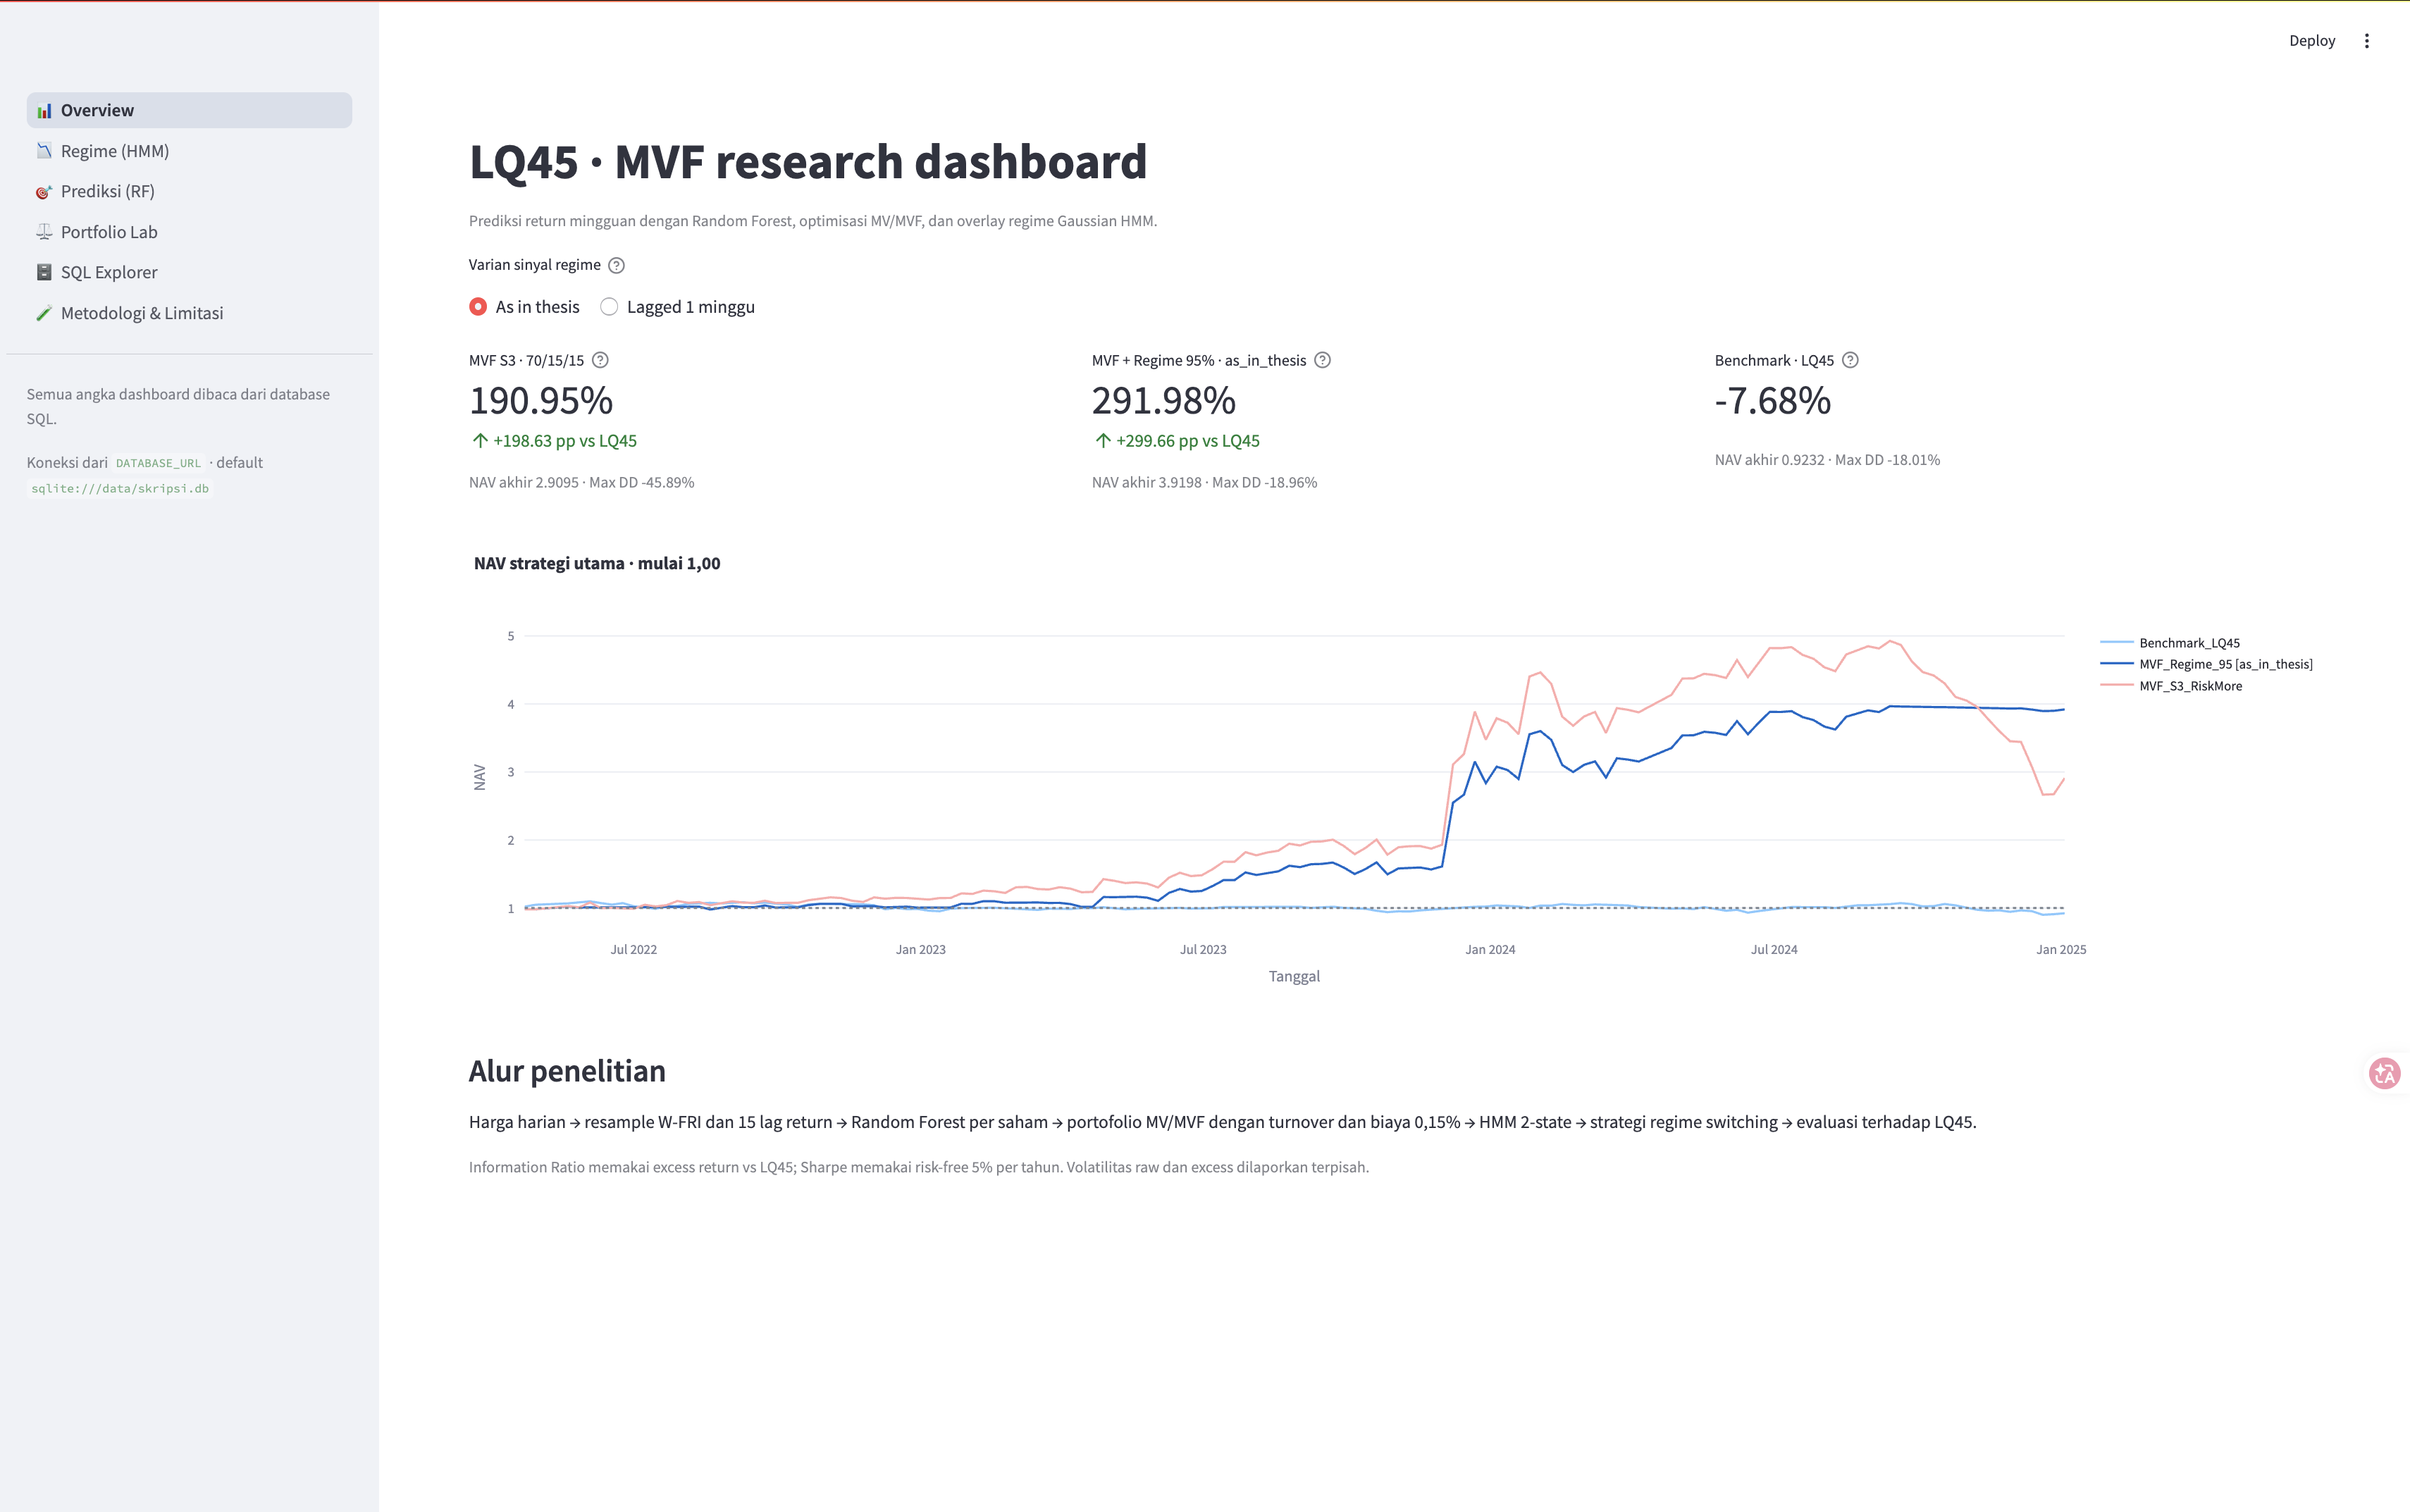 Deploy
Overview
Regime (HMM)
Prediksi (RF)
Portfolio Lab
SQL Explorer
Metodologi & Limitasi
Semua angka dashboard dibaca dari database
SQL.
Koneksi dari DATABASE_URL · default
sqlite:///data/skripsi.db
LQ45 · MVF research dashboard
Prediksi return mingguan dengan Random Forest, optimisasi MV/MVF, dan overlay regime Gaussian HMM.
Varian sinyal regime
As in thesis
Lagged 1 minggu
MVF S3 · 70/15/15
190.95%
↑ +198.63 pp vs LQ45
NAV akhir 2.9095 · Max DD -45.89%
MVF + Regime 95% · as_in_thesis
291.98%
↑ +299.66 pp vs LQ45
NAV akhir 3.9198 · Max DD -18.96%
Benchmark · LQ45
-7.68%
NAV akhir 0.9232 · Max DD -18.01%
NAV strategi utama · mulai 1,00
NAV
5
4
3
2
1
Jul 2022
Jan 2023
Jul 2023
Jan 2024
Jul 2024
Jan 2025
Tanggal
Benchmark_LQ45
MVF_Regime_95 [as_in_thesis]
MVF_S3_RiskMore
Alur penelitian
Harga harian → resample W-FRI dan 15 lag return → Random Forest per saham → portofolio MV/MVF dengan turnover dan biaya 0,15% → HMM 2-state → strategi regime switching → evaluasi terhadap LQ45.
Information Ratio memakai excess return vs LQ45; Sharpe memakai risk-free 5% per tahun. Volatilitas raw dan excess dilaporkan terpisah.